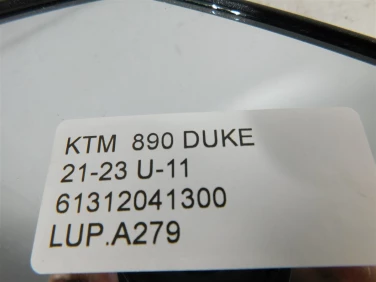 KTM 890 DUKE
21-23 U-11
61312041300
LUP.A279